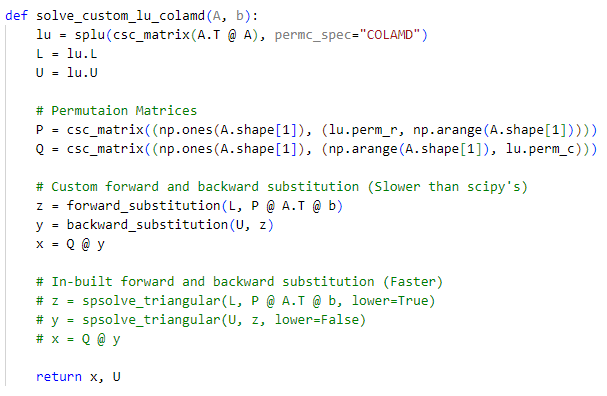 def solve_custom_lu_colamd(A, b):
    lu = splu(csc_matrix(A.T @ A), permc_spec="COLAMD")
    L = lu.L
    U = lu.U

    # Permutaion Matrices
    P = csc_matrix((np.ones(A.shape[1]), (lu.perm_r, np.arange(A.shape[1]))))
    Q = csc_matrix((np.ones(A.shape[1]), (np.arange(A.shape[1]), lu.perm_c)))

    # Custom forward and backward substitution (Slower than scipy's)
    z = forward_substitution(L, P @ A.T @ b)
    y = backward_substitution(U, z)
    x = Q @ y

    # In-built forward and backward substitution (Faster)
    # z = spsolve_triangular(L, P @ A.T @ b, lower=True)
    # y = spsolve_triangular(U, z, lower=False)
    # x = Q @ y

    return x, U